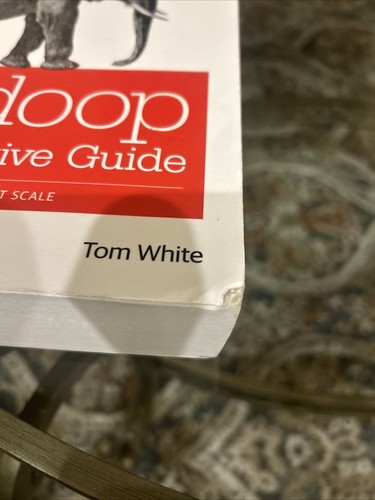 doop
ive Guide
T SCALE
Tom White